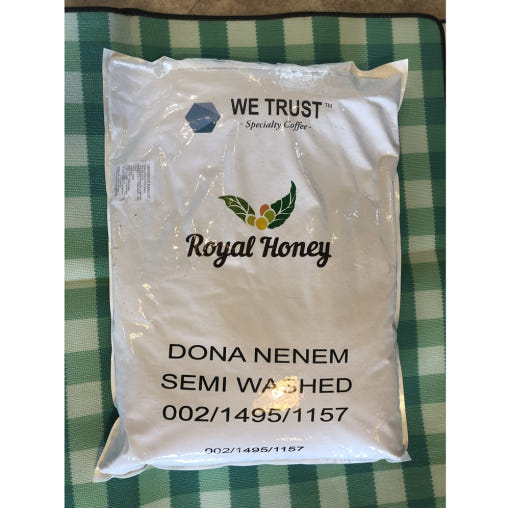 WE TRUST™
- Specialty Coffee -
Royal Honey
DONA NENEM
SEMI WASHED
002/1495/1157
002/1495/1157